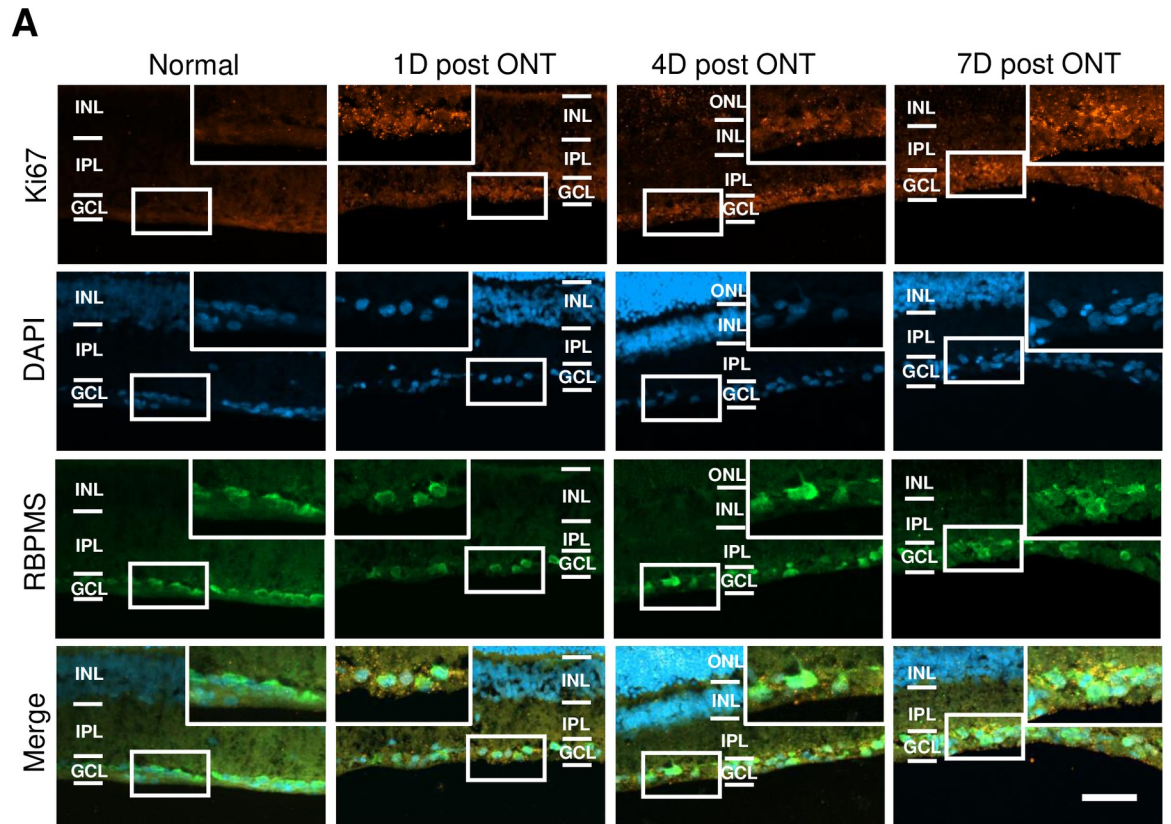 A
Normal 1D post ONT 4D post ONT 7D post ONT
Ki67
INL
IPL
GCL
INL
IPL
GCL
ONL
INL
IPL
GCL
INL
IPL
GCL
DAPI
INL
IPL
GCL
INL
IPL
GCL
ONL
INL
IPL
GCL
INL
IPL
GCL
RBPMS
INL
IPL
GCL
INL
IPL
GCL
ONL
INL
IPL
GCL
INL
IPL
GCL
Merge
INL
IPL
GCL
INL
IPL
GCL
ONL
INL
IPL
GCL
INL
IPL
GCL